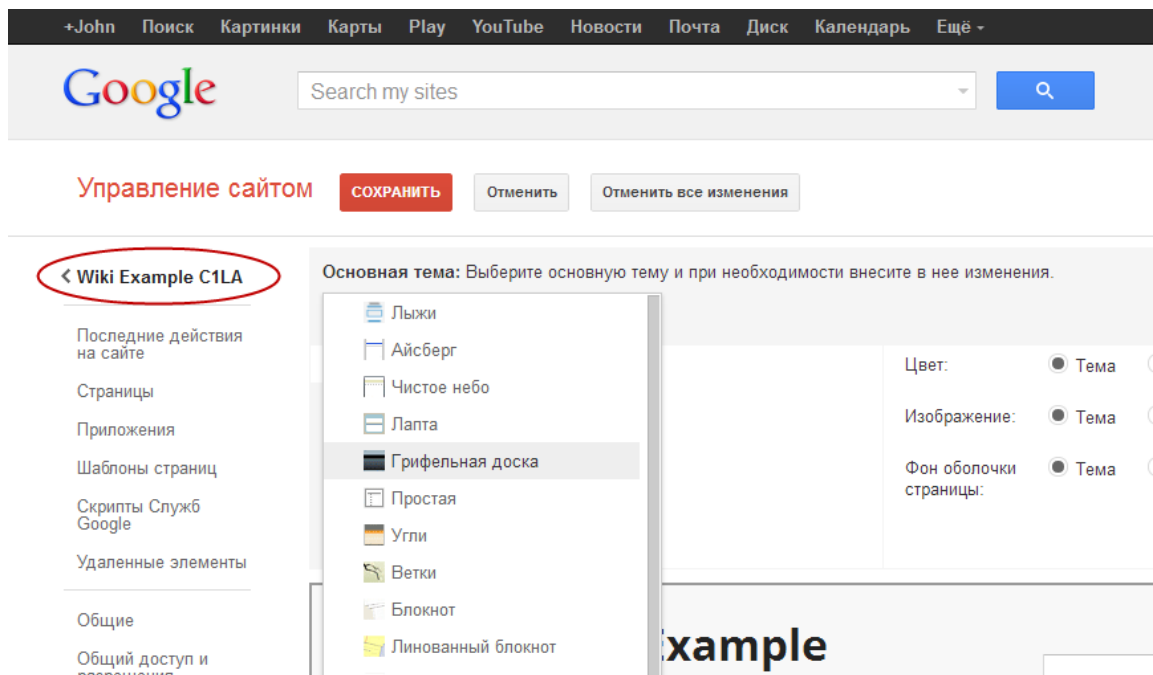 +John Поиск Картинки Карты Play YouTube Новости Почта Диск Календарь Ещё
Google
Search my sites
Управление сайтом
СОХРАНИТЬ
Отменить
Отменить все изменения
Wiki Example C1LA
Последние действия
на сайте
Страницы
Приложения
Шаблоны страниц
Скрипты Служб
Google
Удаленные элементы
Общие
Общий доступ и
разрешения
Основная тема: Выберите основную тему и при необходимости внесите в нее изменения.
Лыжи
Айсберг
Чистое небо
Лапта
Грифельная доска
Простая
Угли
Ветки
Блокнот
Линованный блокнот
Цвет: Тема
Изображение: Тема
Фон оболочки Тема
страницы:
xample